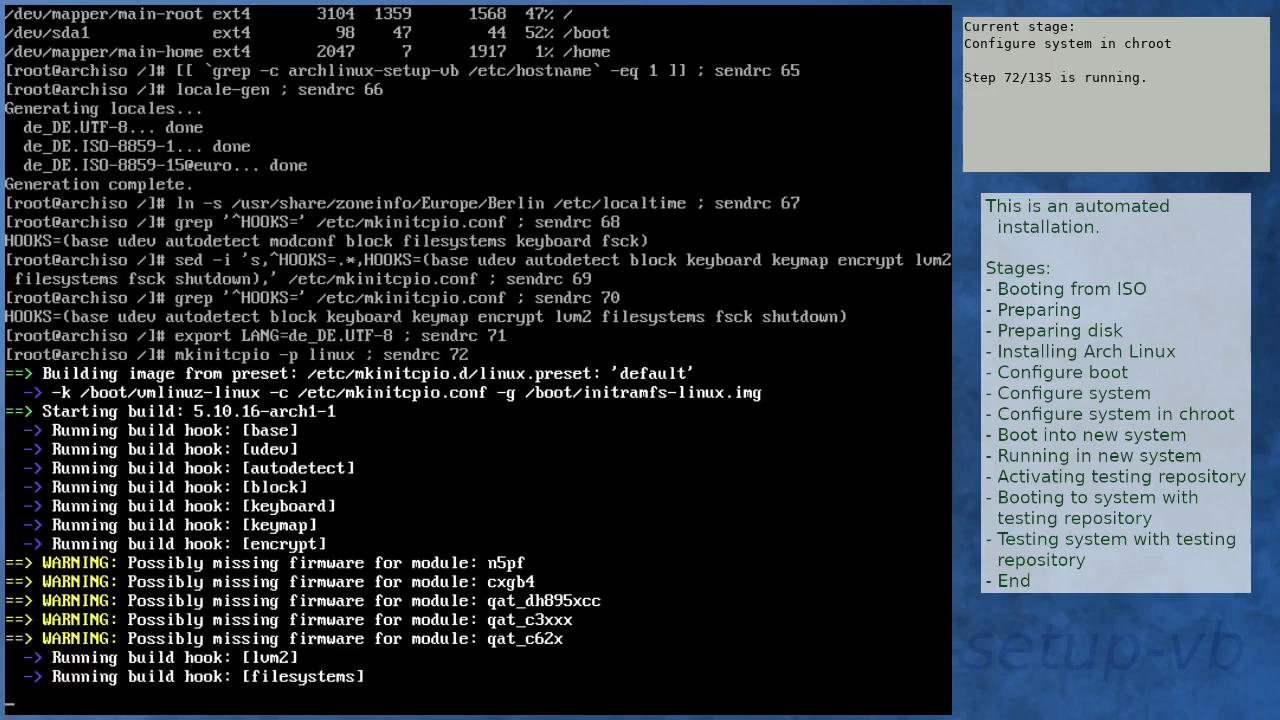 /dev/mapper/main-root ext4       3104  1359      1568  47% /
/dev/sda1             ext4         98    47        44  52% /boot
/dev/mapper/main-home ext4       2047     7      1917   1% /home
[root@archiso /]# [[ `grep -c archlinux-setup-vb /etc/hostname` -eq 1 ]] ; sendrc 65
[root@archiso /]# locale-gen ; sendrc 66
Generating locales...
  de_DE.UTF-8... done
  de_DE.ISO-8859-1... done
  de_DE.ISO-8859-15@euro... done
Generation complete.
[root@archiso /]# ln -s /usr/share/zoneinfo/Europe/Berlin /etc/localtime ; sendrc 67
[root@archiso /]# grep '^HOOKS=' /etc/mkinitcpio.conf ; sendrc 68
HOOKS=(base udev autodetect modconf block filesystems keyboard fsck)
[root@archiso /]# sed -i 's,^HOOKS=.*,HOOKS=(base udev autodetect block keyboard keymap encrypt lvm2
 filesystems fsck shutdown),' /etc/mkinitcpio.conf ; sendrc 69
[root@archiso /]# grep '^HOOKS=' /etc/mkinitcpio.conf ; sendrc 70
HOOKS=(base udev autodetect block keyboard keymap encrypt lvm2 filesystems fsck shutdown)
[root@archiso /]# export LANG=de_DE.UTF-8 ; sendrc 71
[root@archiso /]# mkinitcpio -p linux ; sendrc 72
==> Building image from preset: /etc/mkinitcpio.d/linux.preset: 'default'
  -> -k /boot/vmlinuz-linux -c /etc/mkinitcpio.conf -g /boot/initramfs-linux.img
==> Starting build: 5.10.16-arch1-1
  -> Running build hook: [base]
  -> Running build hook: [udev]
  -> Running build hook: [autodetect]
  -> Running build hook: [block]
  -> Running build hook: [keyboard]
  -> Running build hook: [keymap]
  -> Running build hook: [encrypt]
==> WARNING: Possibly missing firmware for module: n5pf
==> WARNING: Possibly missing firmware for module: cxgb4
==> WARNING: Possibly missing firmware for module: qat_dh895xcc
==> WARNING: Possibly missing firmware for module: qat_c3xxx
==> WARNING: Possibly missing firmware for module: qat_c62x
  -> Running build hook: [lvm2]
  -> Running build hook: [filesystems]
_
Current stage:
Configure system in chroot
Step 72/135 is running.
This is an automated
installation.
Stages:
- Booting from ISO
- Preparing
- Preparing disk
- Installing Arch Linux
- Configure boot
- Configure system
- Configure system in chroot
- Boot into new system
- Running in new system
- Activating testing repository
- Booting to system with
testing repository
- Testing system with testing
repository
- End
setup-vb